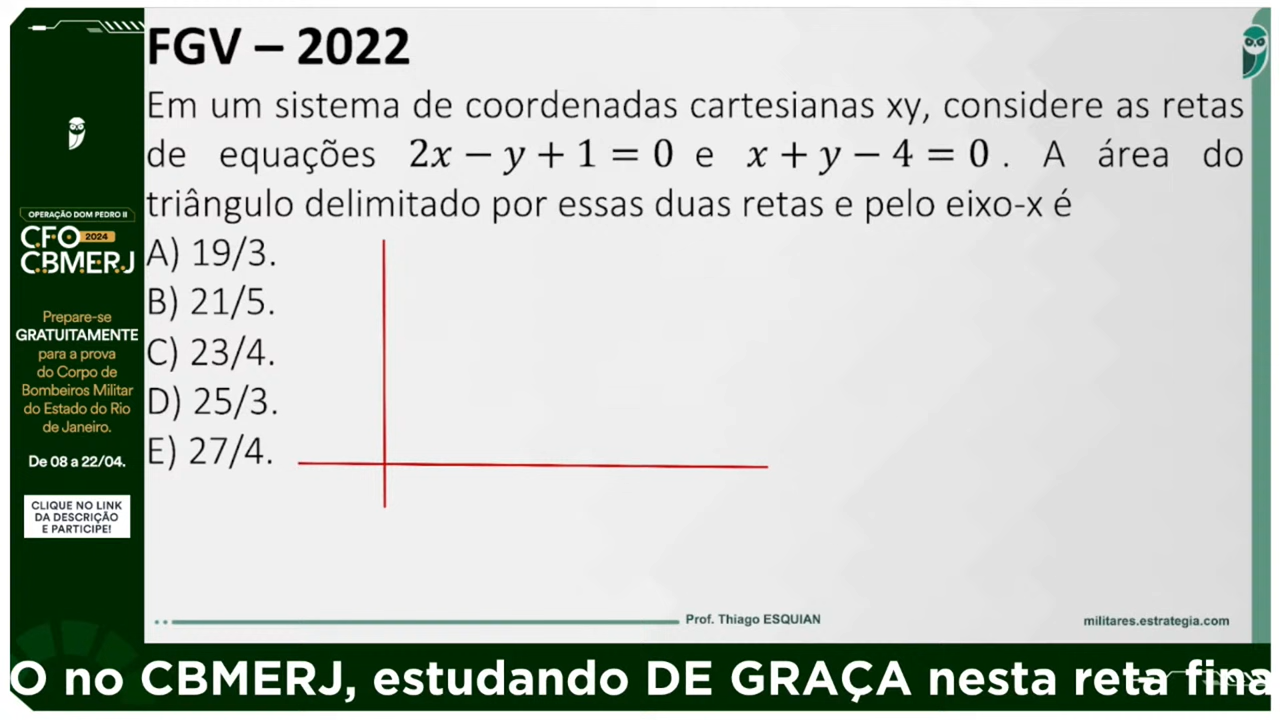 FGV – 2022
Em um sistema de coordenadas cartesianas xy, considere as retas
de equações 2x − y + 1 = 0 e x + y − 4 = 0 . A área do
triângulo delimitado por essas duas retas e pelo eixo-x é
A) 19/3.
B) 21/5.
C) 23/4.
D) 25/3.
E) 27/4.
OPERAÇÃO DOM PEDRO II
CFO 2024
CBMERJ
Prepare-se
GRATUITAMENTE
para a prova
do Corpo de
Bombeiros Militar
do Estado do Rio
de Janeiro.
De 08 a 22/04.
CLIQUE NO LINK
DA DESCRIÇÃO
E PARTICIPE!
Prof. Thiago ESQUIAN
militares.estrategia.com
O no CBMERJ, estudando DE GRAÇA nesta reta fina